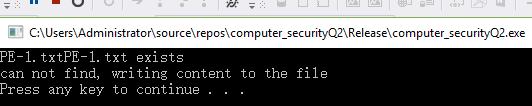 C:\Users\Administrator\source\repos\computer_securityQ2\Release\computer_securityQ2.exe
PE-1.txtPE-1.txt exists
can not find, writing content to the file
Press any key to continue . . .